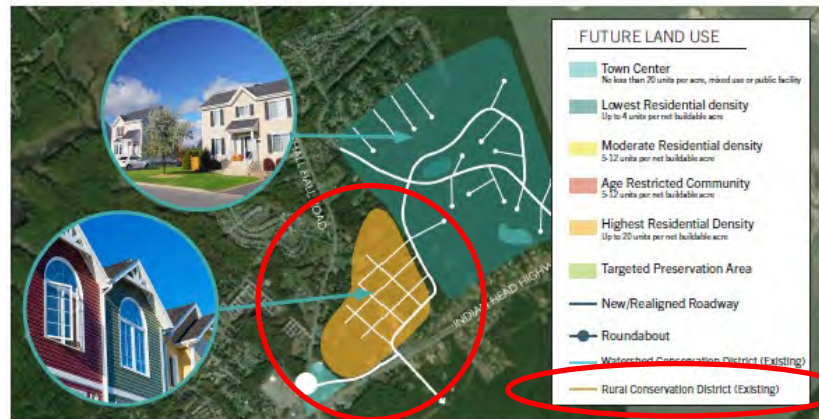 FUTURE LAND USE
Town Center
No less than 20 units per acre, mixed use or public facility
Lowest Residential density
Up to 4 units per net buildable acre
Moderate Residential density
5-12 units per net buildable acre
Age Restricted Community
5-12 units per net buildable acre
Highest Residential Density
Up to 20 units per net buildable acre
Targeted Preservation Area
New/Realigned Roadway
Roundabout
Watershed Conservation District (Existing)
Rural Conservation District (Existing)
HALL ROAD
INDIAN HEAD HIGHW